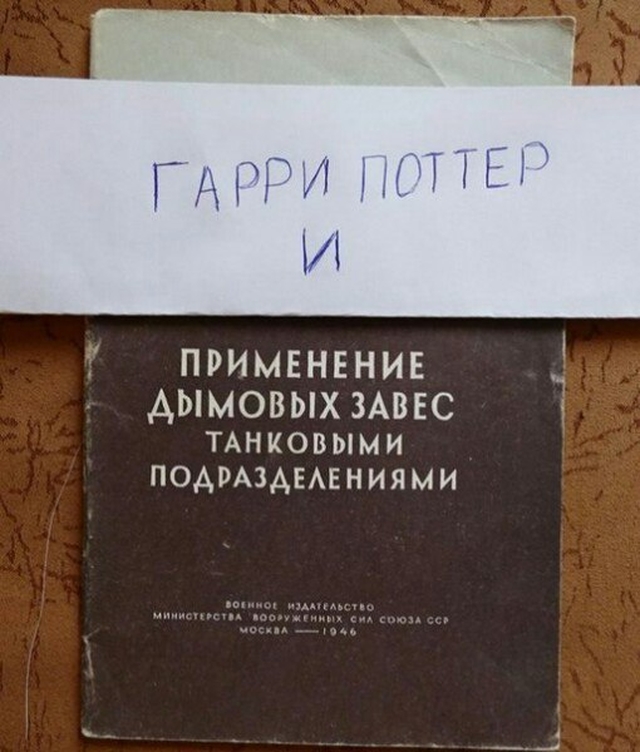 ГАРРИ ПОТТЕР
И
ПРИМЕНЕНИЕ
ДЫМОВЫХ ЗАВЕС
ТАНКОВЫМИ
ПОДРАЗДЕЛЕНИЯМИ
ВОЕННОЕ ИЗДАТЕЛЬСТВО
МИНИСТЕРСТВА ВООРУЖЕННЫХ СИЛ СОЮЗА ССР
МОСКВА — 1946